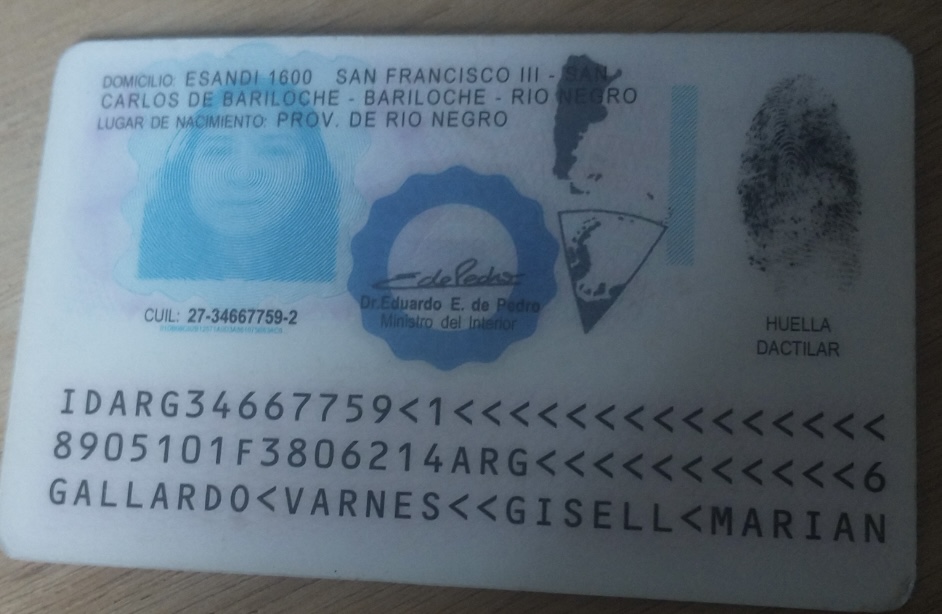 DOMICILIO: ESANDI 1600 SAN FRANCISCO III - SAN
CARLOS DE BARILOCHE - BARILOCHE - RIO NEGRO
LUGAR DE NACIMIENTO: PROV. DE RIO NEGRO
E de Pedro
Dr.Eduardo E. de Pedro
Ministro del Interior
CUIL: 27-34667759-2
HUELLA
DACTILAR
IDARG34667759<1<<<<<<<<<<<<<<<
8905101F3806214ARG<<<<<<<<<<<6
GALLARDO<VARNES<<GISELL<MARIAN